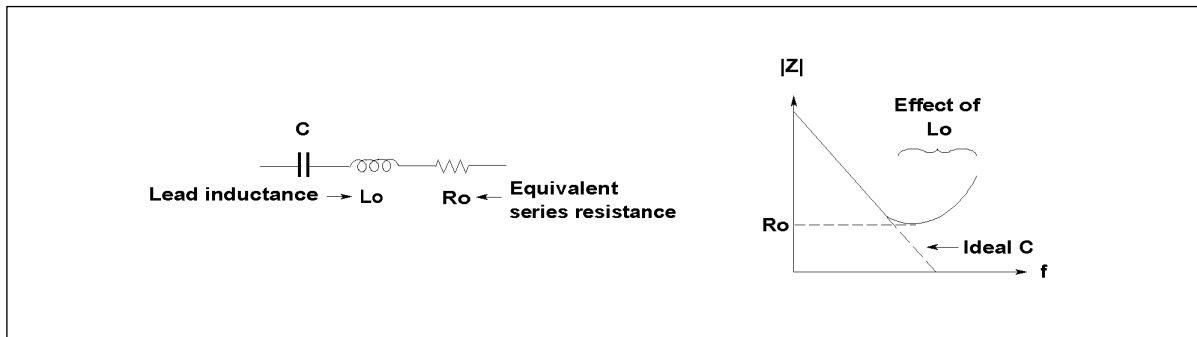 C
Lead inductance
Lo
Ro
Equivalent
series resistance
|Z|
Effect of
Lo
Ro
Ideal C
f